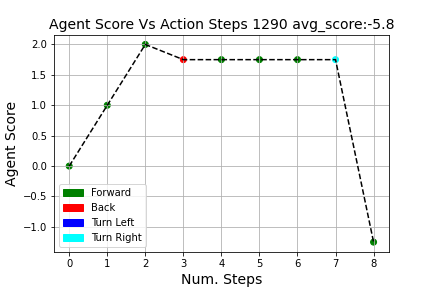 Agent Score Vs Action Steps 1290 avg_score:-5.8
Agent Score
2.0
1.5
1.0
0.5
0.0
−0.5
−1.0
Forward
Back
Turn Left
Turn Right
0 1 2 3 4 5 6 7 8
Num. Steps